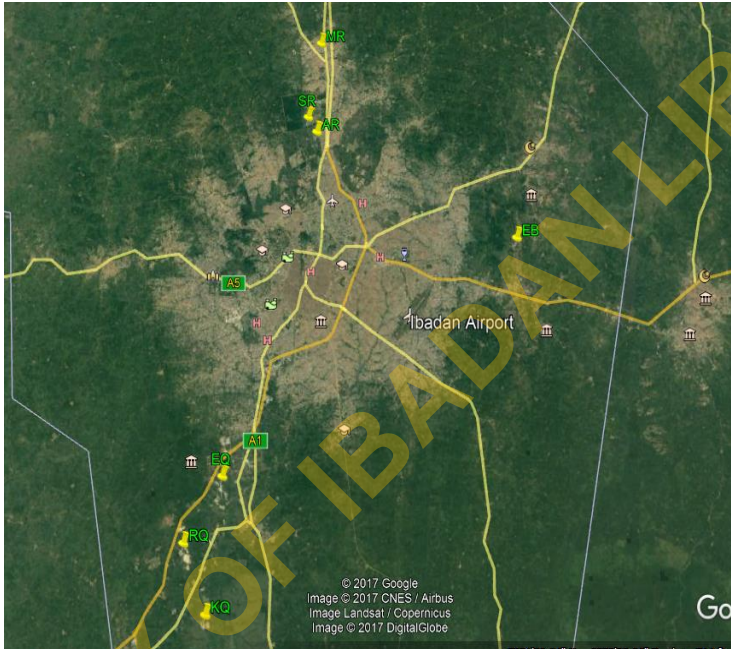 MR
SR
AR
H
EB
H
H
A5
Ibadan Airport
H
H
A1
EQ
RQ
KQ
© 2017 Google
Image © 2017 CNES / Airbus
Image Landsat / Copernicus
Image © 2017 DigitalGlobe
Go
OF IBADAN LIB